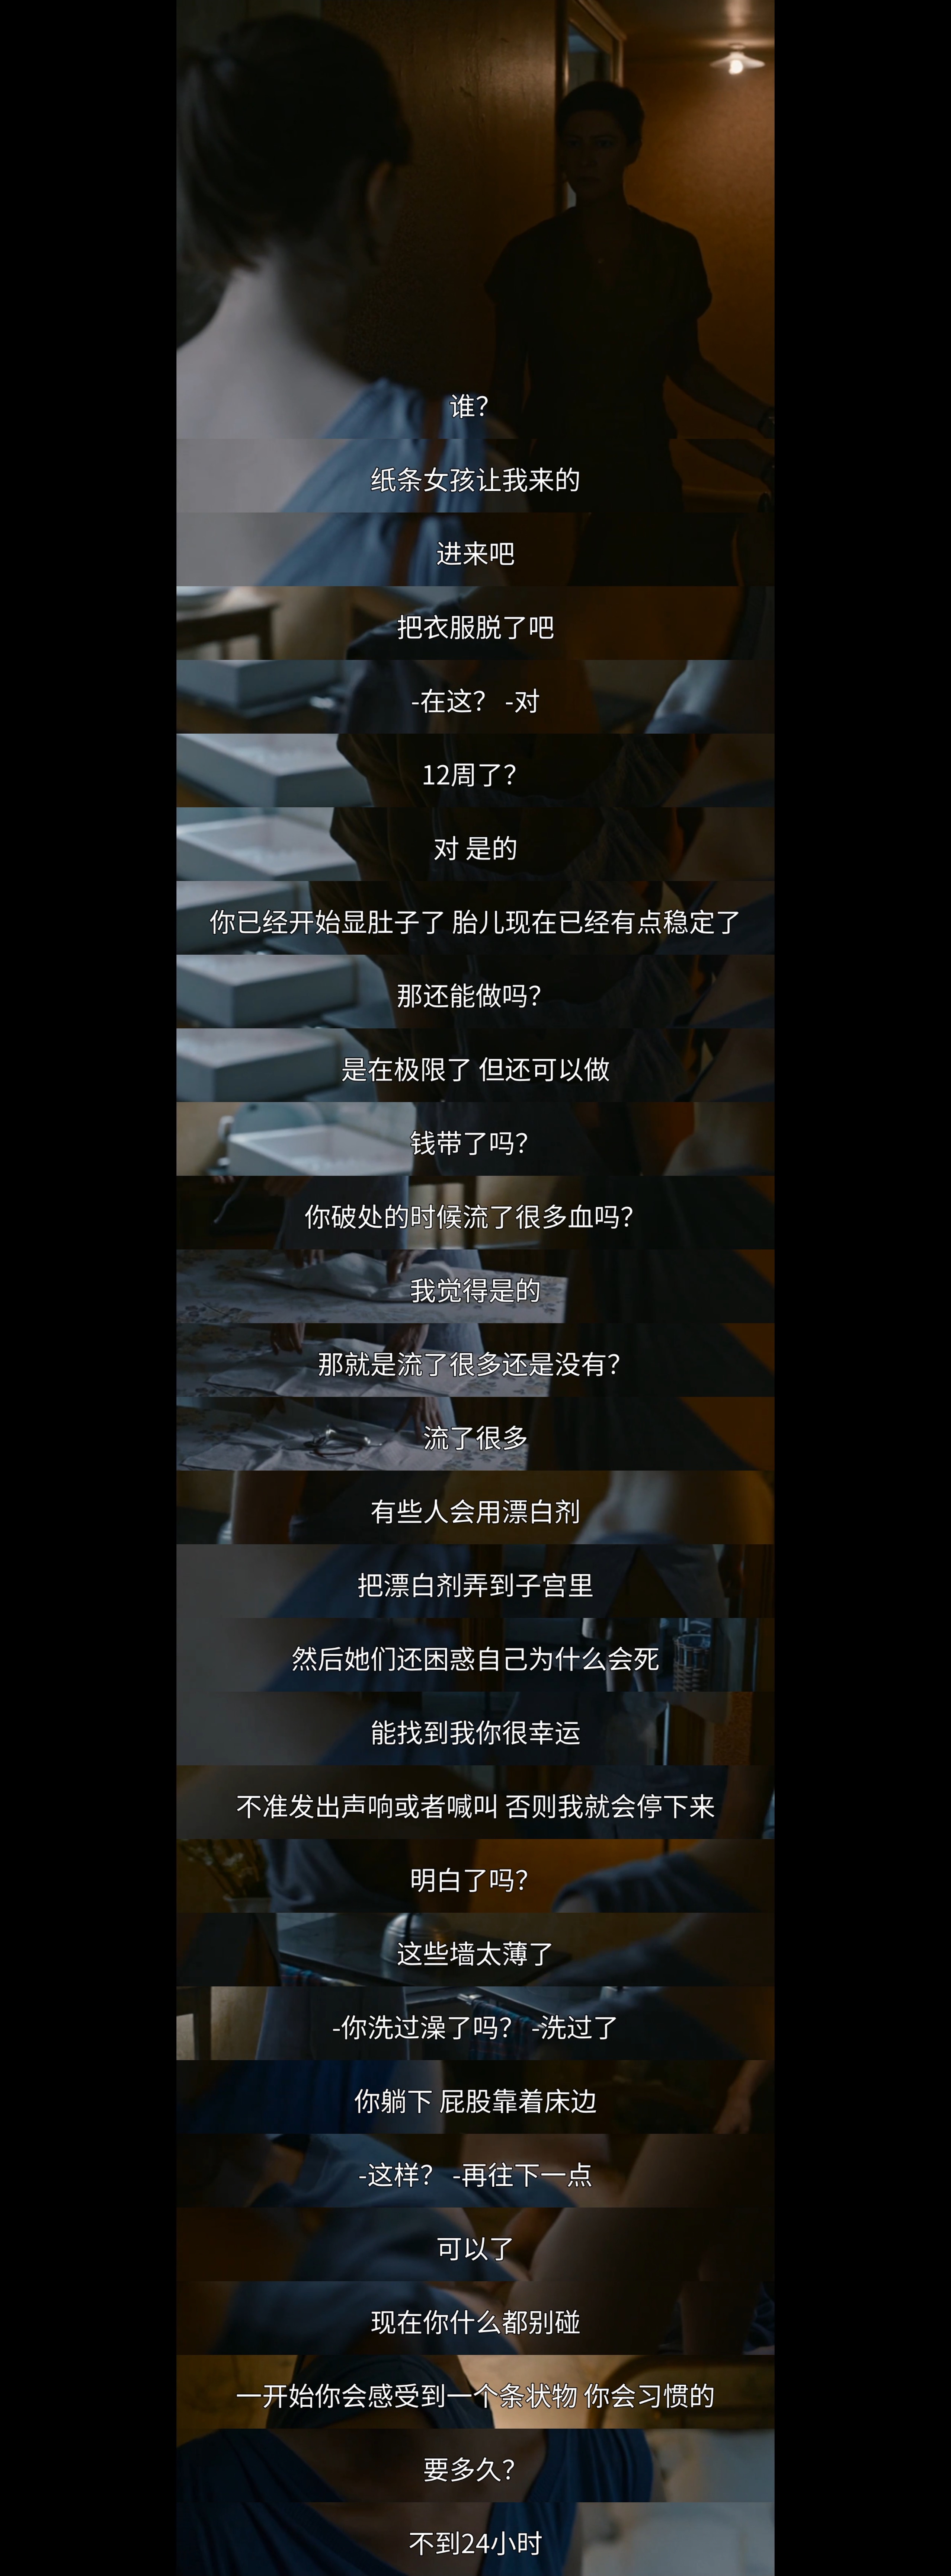 谁？
纸条女孩让我来的
进来吧
把衣服脱了吧
-在这？ -对
12周了？
对 是的
你已经开始显肚子了 胎儿现在已经有点稳定了
那还能做吗？
是在极限了 但还可以做
钱带了吗？
你破处的时候流了很多血吗？
我觉得是的
那就是流了很多还是没有？
流了很多
有些人会用漂白剂
把漂白剂弄到子宫里
然后她们还困惑自己为什么会死
能找到我你很幸运
不准发出声响或者喊叫 否则我就会停下来
明白了吗？
这些墙太薄了
-你洗过澡了吗？ -洗过了
你躺下 屁股靠着床边
-这样？ -再往下一点
可以了
现在你什么都别碰
一开始你会感受到一个条状物 你会习惯的
要多久？
不到24小时